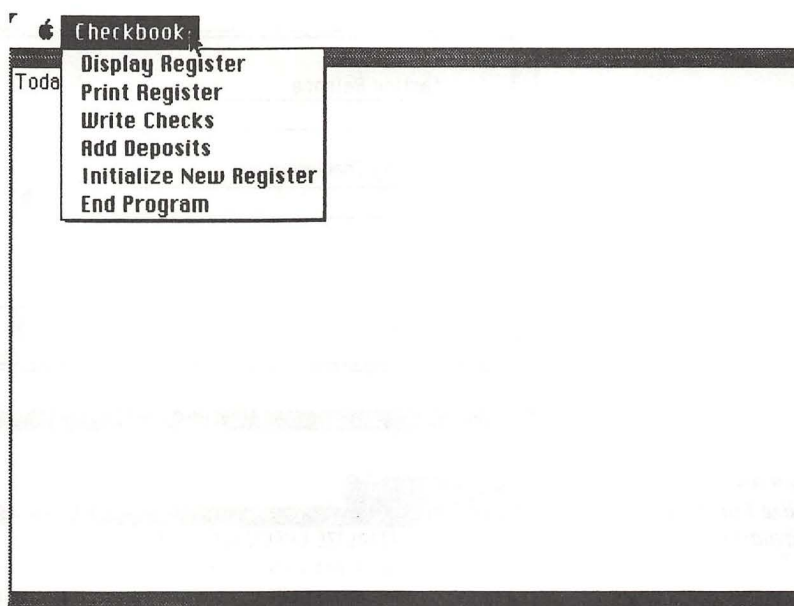 Checkbook
Display Register
Toda
Print Register
Write Checks
Add Deposits
Initialize New Register
End Program